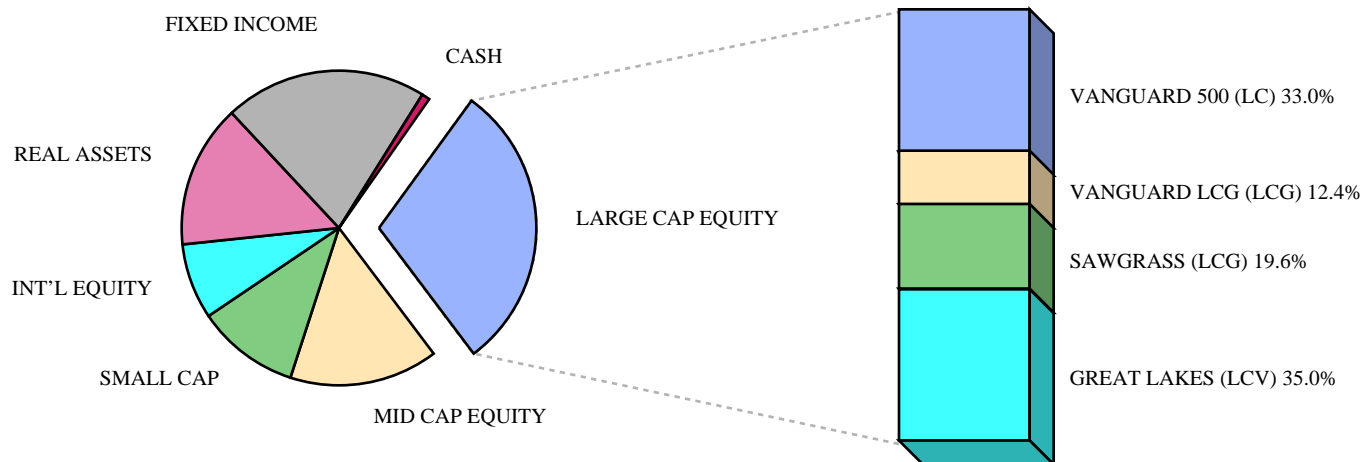 FIXED INCOME
CASH
REAL ASSETS
LARGE CAP EQUITY
INT'L EQUITY
SMALL CAP
MID CAP EQUITY
VANGUARD 500 (LC) 33.0%
VANGUARD LCG (LCG) 12.4%
SAWGRASS (LCG) 19.6%
GREAT LAKES (LCV) 35.0%